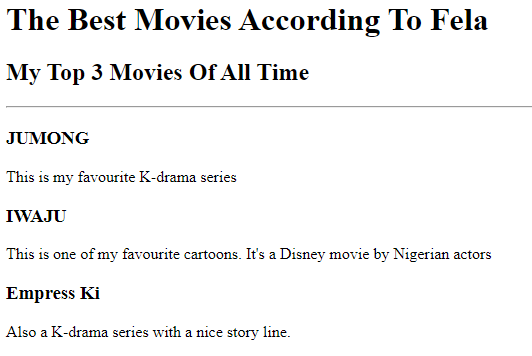 The Best Movies According To Fela
My Top 3 Movies Of All Time
JUMONG
This is my favourite K-drama series
IWAJU
This is one of my favourite cartoons. It's a Disney movie by Nigerian actors
Empress Ki
Also a K-drama series with a nice story line.